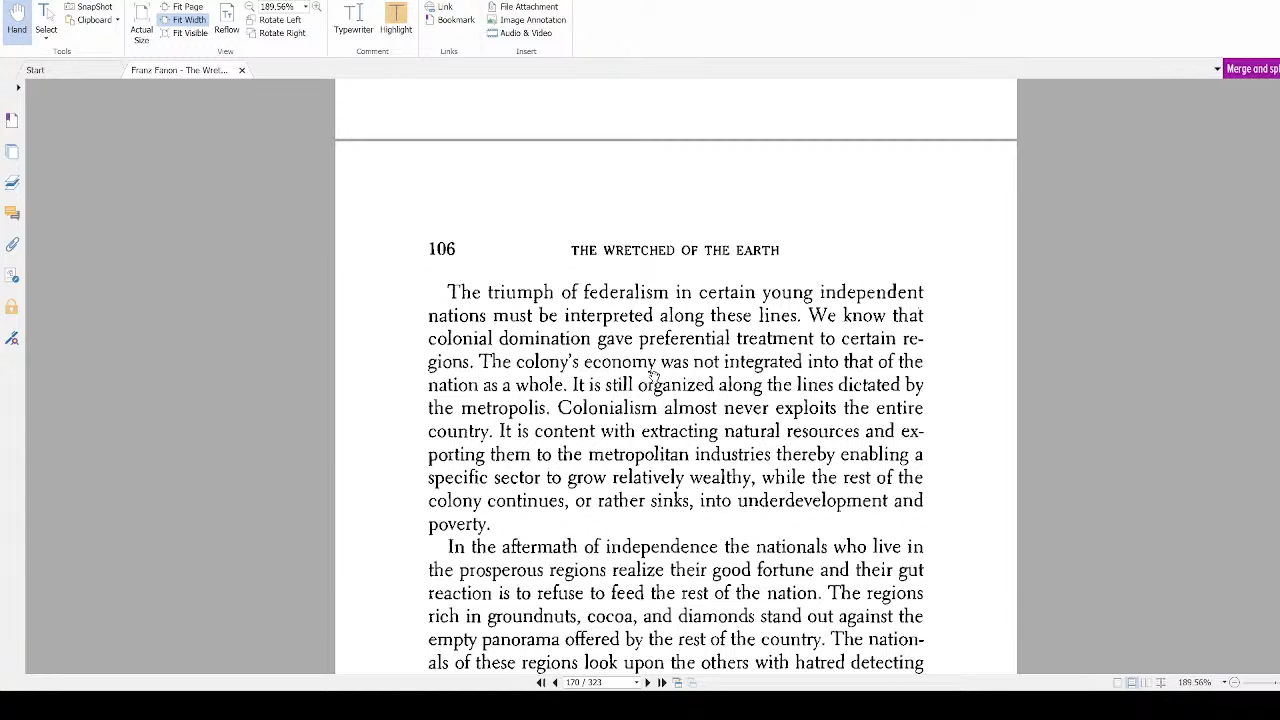 SnapShot
Clipboard
Hand
Select
Tools
Actual
Size
Fit Page
Fit Width
Fit Visible
Reflow
189.56%
Rotate Left
Rotate Right
View
Typewriter
Highlight
Comment
Link
Bookmark
Links
File Attachment
Image Annotation
Audio & Video
Insert
Start
Franz Fanon - The Wret...
Merge and spl
106 THE WRETCHED OF THE EARTH
The triumph of federalism in certain young independent
nations must be interpreted along these lines. We know that
colonial domination gave preferential treatment to certain re-
gions. The colony's economy was not integrated into that of the
nation as a whole. It is still organized along the lines dictated by
the metropolis. Colonialism almost never exploits the entire
country. It is content with extracting natural resources and ex-
porting them to the metropolitan industries thereby enabling a
specific sector to grow relatively wealthy, while the rest of the
colony continues, or rather sinks, into underdevelopment and
poverty.
In the aftermath of independence the nationals who live in
the prosperous regions realize their good fortune and their gut
reaction is to refuse to feed the rest of the nation. The regions
rich in groundnuts, cocoa, and diamonds stand out against the
empty panorama offered by the rest of the country. The nation-
als of these regions look upon the others with hatred detecting
170 / 323
189.56%